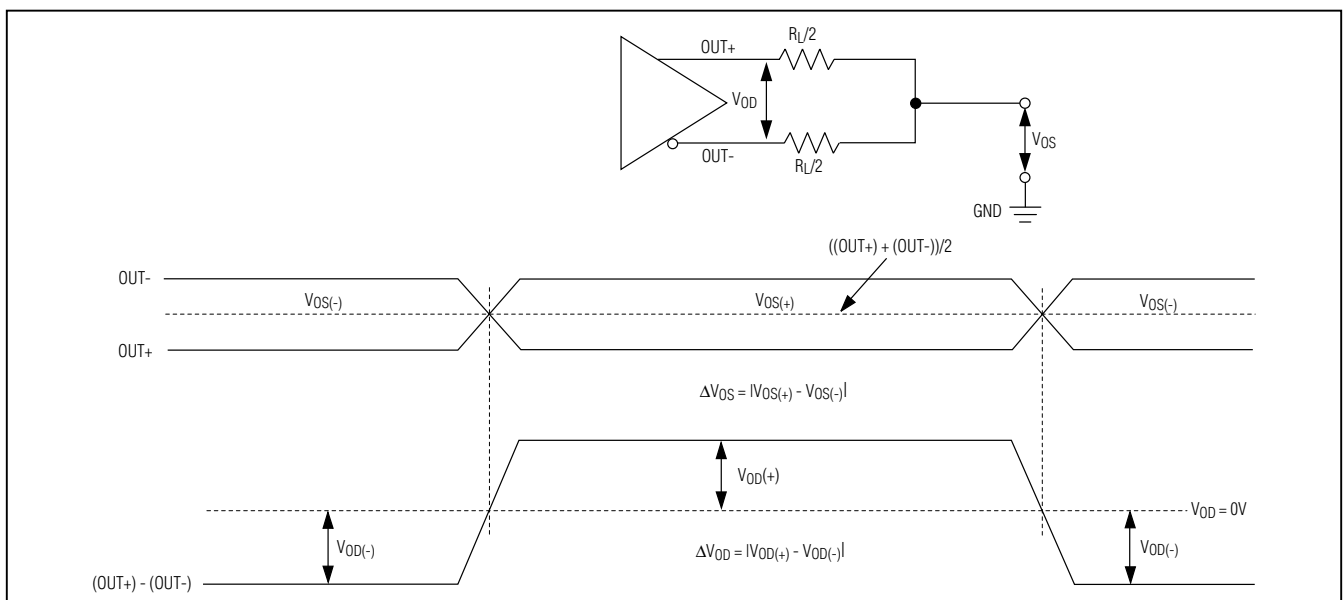 R_L/2
OUT+
V_OD
OUT-
R_L/2
V_OS
GND
((OUT+) + (OUT-))/2
OUT-
V_OS(-)
V_OS(+)
V_OS(-)
OUT+
ΔV_OS = |V_OS(+) - V_OS(-)|
V_OD(+)
V_OD = 0V
V_OD(-)
ΔV_OD = |V_OD(+) - V_OD(-)|
V_OD(-)
(OUT+) - (OUT-)